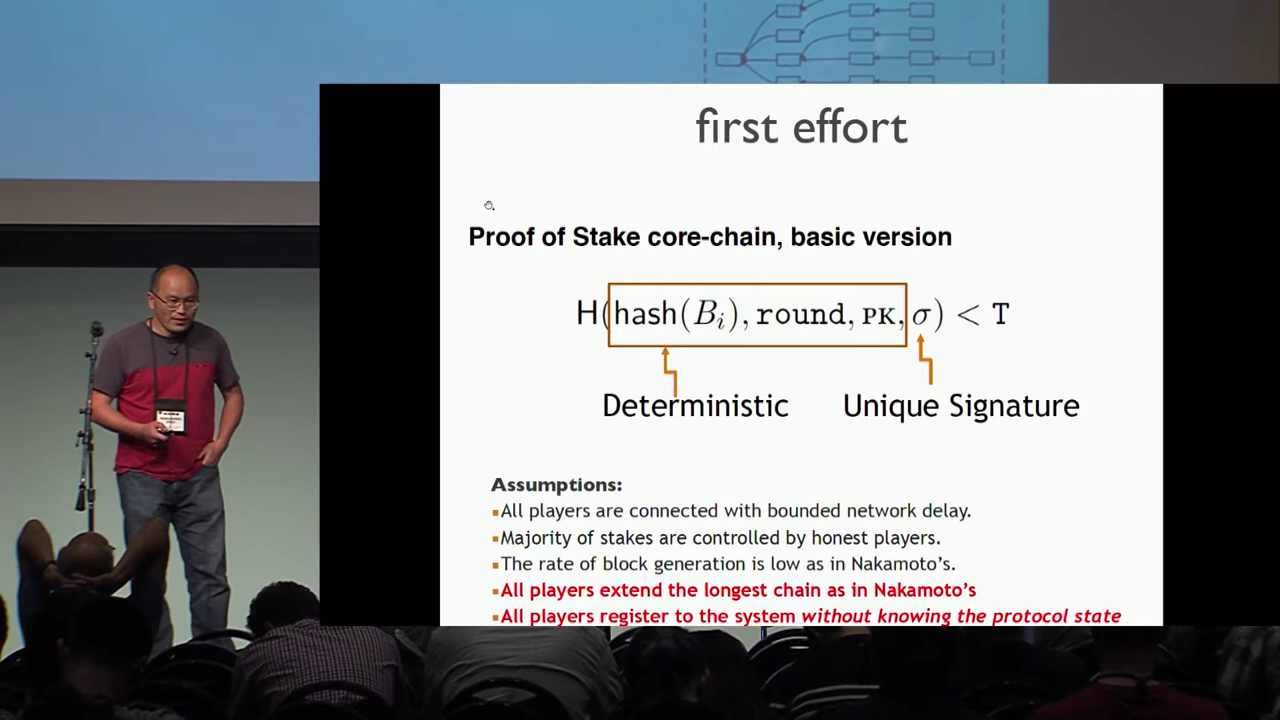 first effort
Proof of Stake core-chain, basic version
H(hash(B_i), round, PK, σ) < T
Deterministic
Unique Signature
Assumptions:
▪All players are connected with bounded network delay.
▪Majority of stakes are controlled by honest players.
▪The rate of block generation is low as in Nakamoto's.
▪All players extend the longest chain as in Nakamoto's
▪All players register to the system without knowing the protocol state